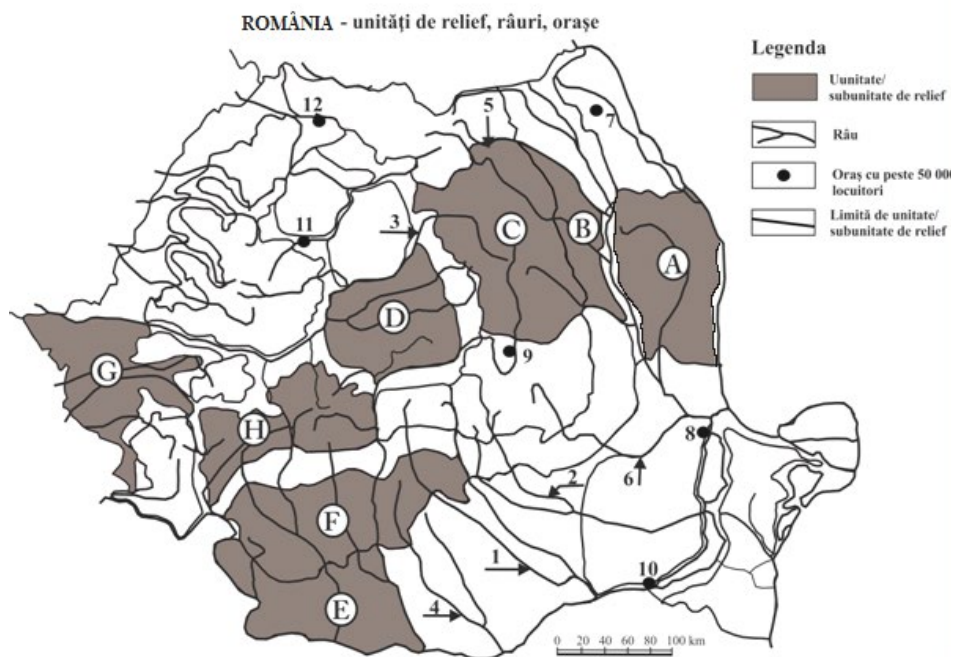 ROMÂNIA - unități de relief, râuri, orașe
Legenda
Uunitate/
subunitate de relief
Râu
Oraș cu peste 50 000
locuitori
Limită de unitate/
subunitate de relief
12
5
7
11
3
C
B
A
D
9
G
H
8
2
6
F
1
10
4
E
0 20 40 60 80 100 km